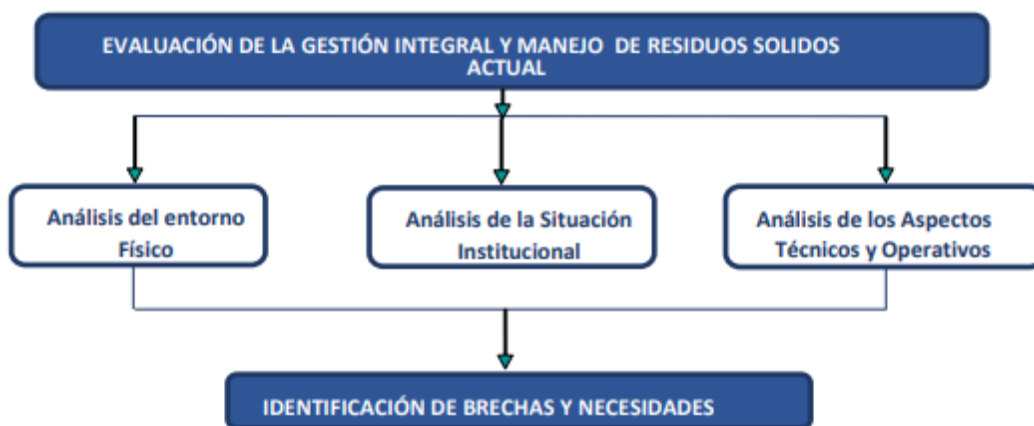 EVALUACIÓN DE LA GESTIÓN INTEGRAL Y MANEJO DE RESIDUOS SOLIDOS
ACTUAL
Análisis del entorno
Físico
Análisis de la Situación
Institucional
Análisis de los Aspectos
Técnicos y Operativos
IDENTIFICACIÓN DE BRECHAS Y NECESIDADES